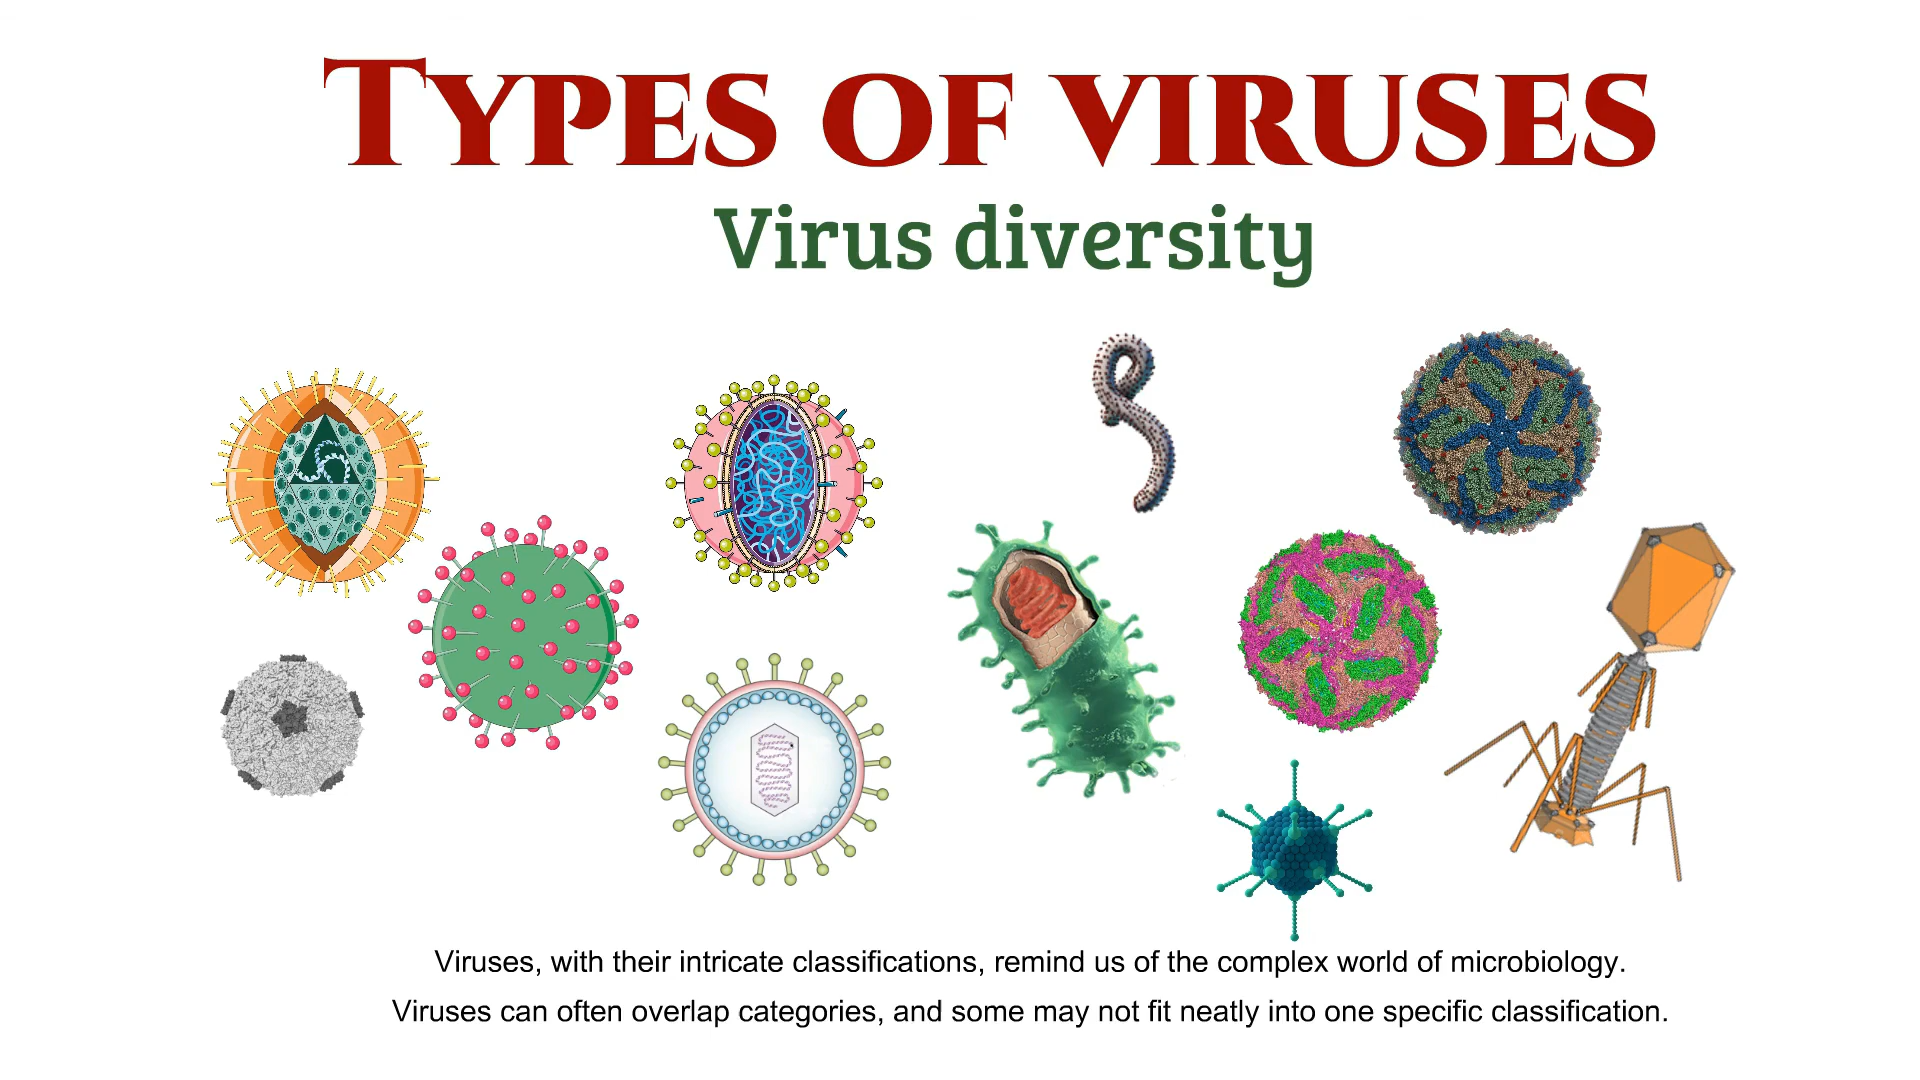 Types of viruses
Virus diversity
Viruses, with their intricate classifications, remind us of the complex world of microbiology.
Viruses can often overlap categories, and some may not fit neatly into one specific classification.